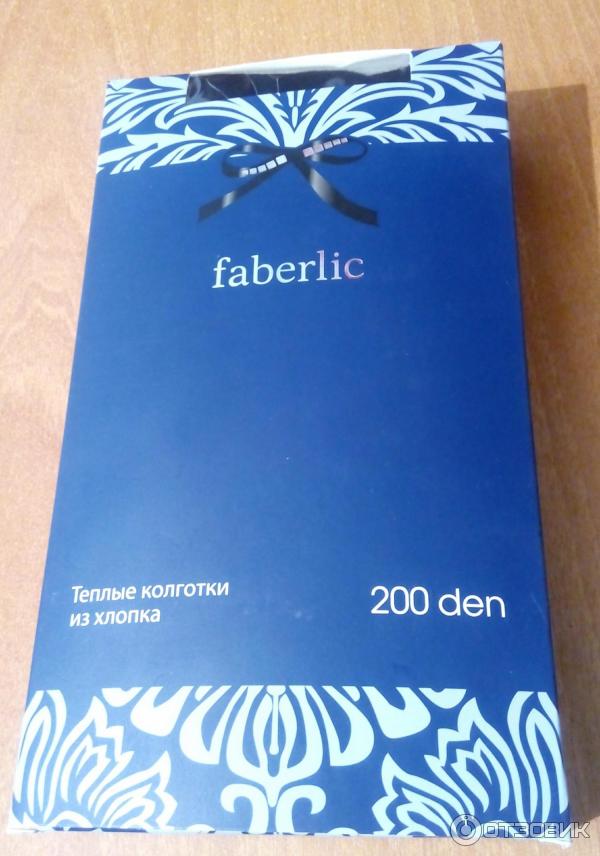 faberlic
Теплые колготки
из хлопка
200 den
ОТЗОВИК